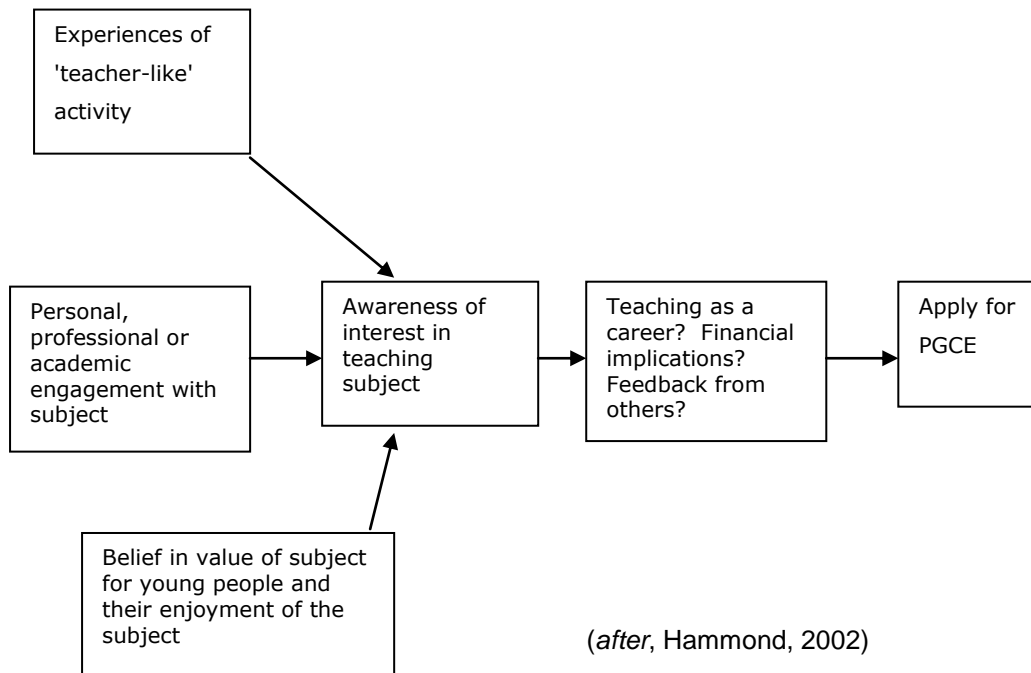 Experiences of
'teacher-like'
activity
Personal,
professional or
academic
engagement with
subject
Awareness of
interest in
teaching
subject
Teaching as a
career?  Financial
implications?
Feedback from
others?
Apply for
PGCE
Belief in value of subject
for young people and
their enjoyment of the
subject
(after, Hammond, 2002)